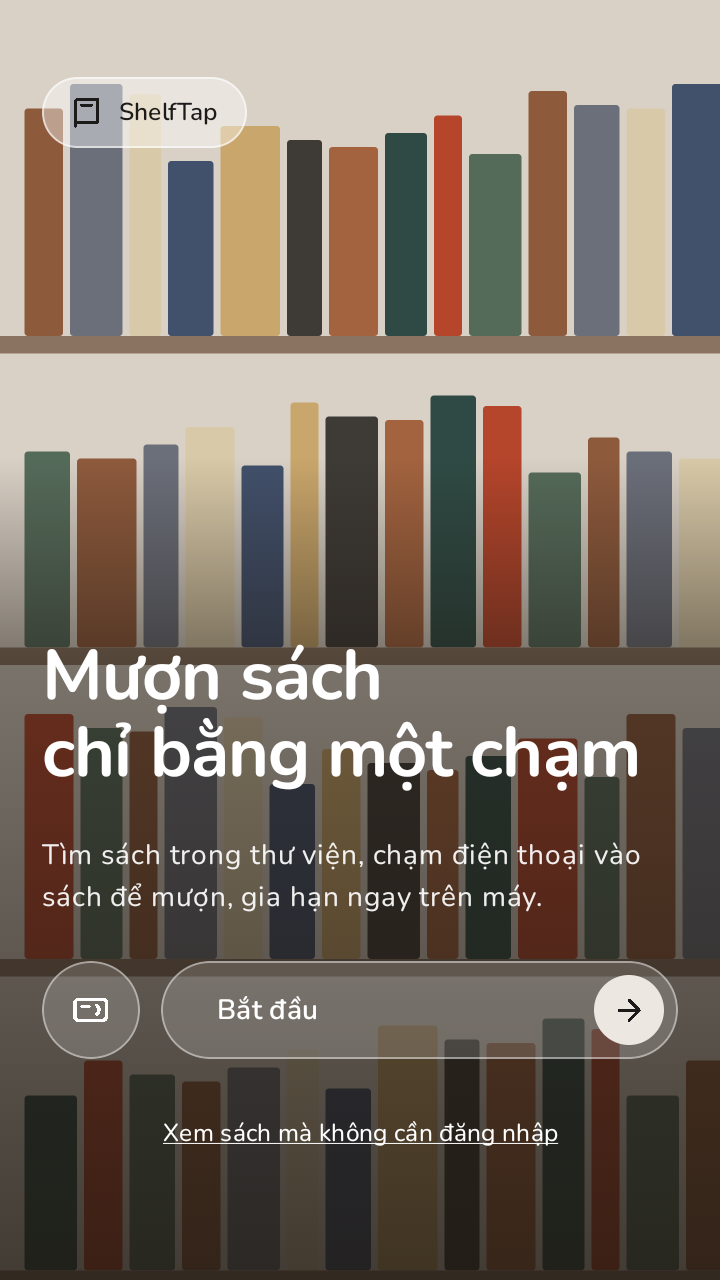 ShelfTap
Mượn sách
chỉ bằng một chạm
Tìm sách trong thư viện, chạm điện thoại vào
sách để mượn, gia hạn ngay trên máy.
Bắt đầu
Xem sách mà không cần đăng nhập